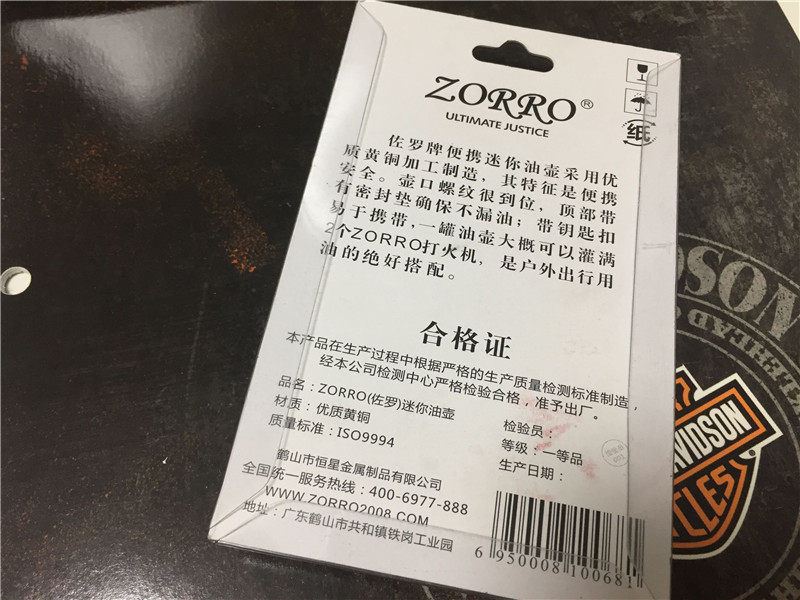 ZORRO®
ULTIMATE JUSTICE
纸
佐罗牌便携迷你油壶采用优
质黄铜加工制造，其特征是便携
安全。壶口螺纹很到位，顶部带
有密封垫确保不漏油；带钥匙扣
易于携带，一罐油壶大概可以灌满
2个ZORRO打火机，是户外出行用
油的绝好搭配。
合格证
本产品在生产过程中根据严格的生产质量检测标准制造，
经本公司检测中心严格检验合格，准予出厂。
品名：ZORRO(佐罗)迷你油壶
材质：优质黄铜
质量标准：ISO9994
检验员：
等级：一等品
生产日期：
鹤山市恒星金属制品有限公司
全国统一服务热线：400-6977-888
WWW.ZORRO2008.COM
地址：广东鹤山市共和镇铁岗工业园
6 950008 100681
DAVIDSON
CYCLES